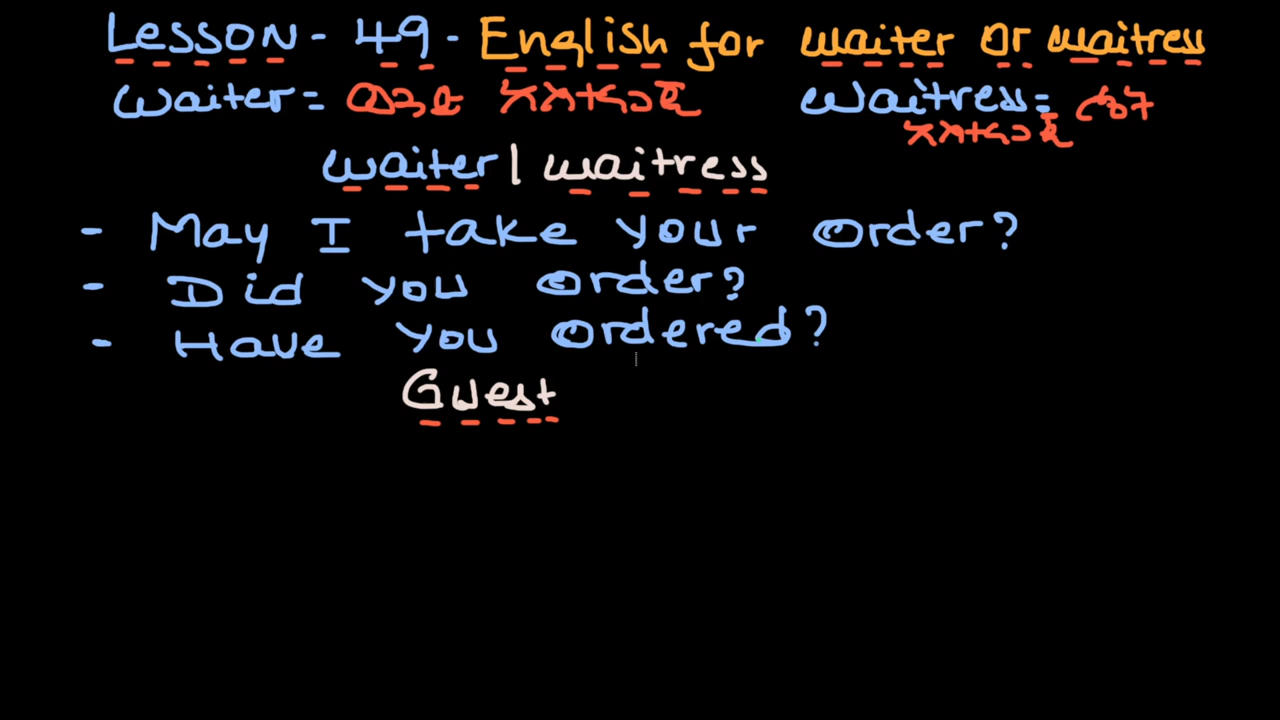 Lesson - 49 - English for waiter or waitress
Waiter = Waitress =
waiter | waitress
- May I take your order?
- Did you order?
- Have you ordered?
Guest